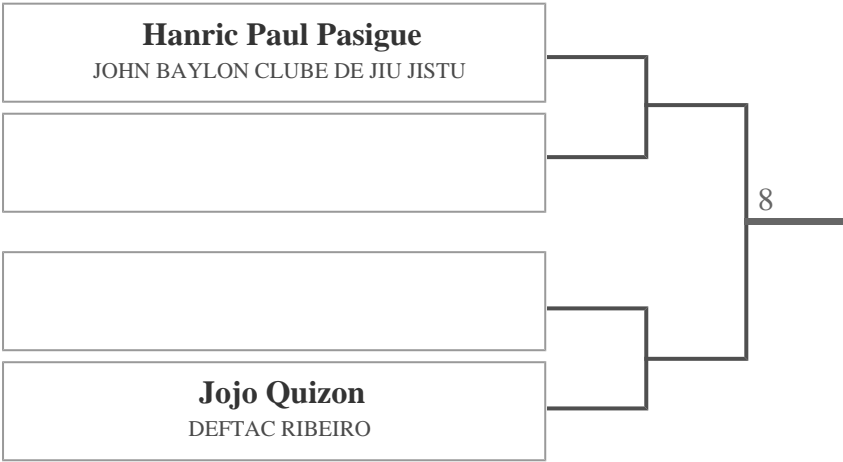 Hanric Paul Pasigue
JOHN BAYLON CLUBE DE JIU JISTU
8
Jojo Quizon
DEFTAC RIBEIRO